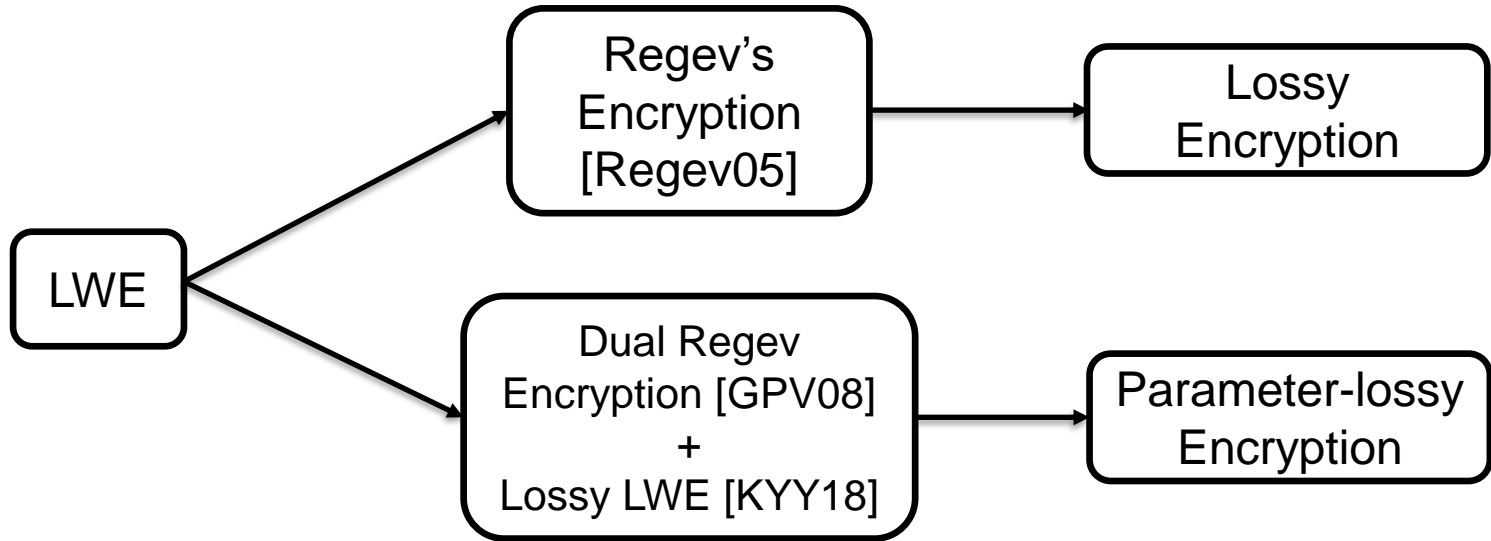 Regev’s
Encryption
[Regev05]
Lossy
Encryption
LWE
Dual Regev
Encryption [GPV08]
+
Lossy LWE [KYY18]
Parameter-lossy
Encryption